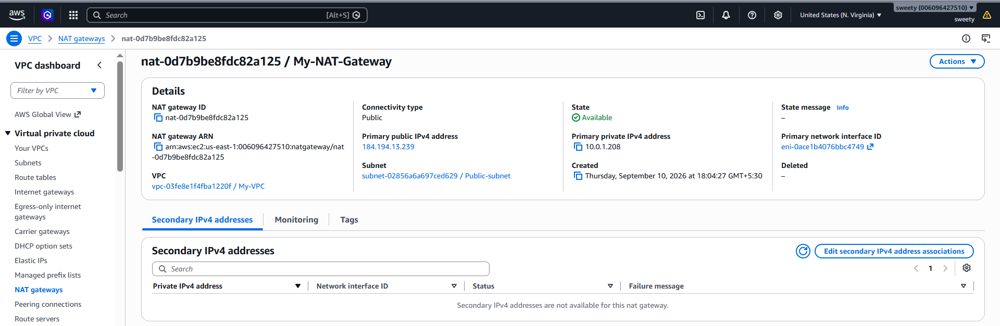 aws
Search [Alt+S]
United States (N. Virginia)
sweety (006096427510)
sweety
VPC
NAT gateways
nat-0d7b9be8fdc82a125
VPC dashboard
Filter by VPC
AWS Global View
Virtual private cloud
Your VPCs
Subnets
Route tables
Internet gateways
Egress-only internet
gateways
Carrier gateways
DHCP option sets
Elastic IPs
Managed prefix lists
NAT gateways
Peering connections
Route servers
nat-0d7b9be8fdc82a125 / My-NAT-Gateway
Actions
Details
NAT gateway ID
nat-0d7b9be8fdc82a125
NAT gateway ARN
arn:aws:ec2:us-east-1:006096427510:natgateway/nat
-0d7b9be8fdc82a125
VPC
vpc-03fe8e1f4fba1220f / My-VPC
Connectivity type
Public
Primary public IPv4 address
184.194.13.239
Subnet
subnet-02856a6a697ced629 / Public-subnet
State
Available
Primary private IPv4 address
10.0.1.208
Created
Thursday, September 10, 2026 at 18:04:27 GMT+5:30
State message Info
–
Primary network interface ID
eni-0ace1b4076bbc4749
Deleted
–
Secondary IPv4 addresses
Monitoring
Tags
Secondary IPv4 addresses
Edit secondary IPv4 address associations
Search
1
Private IPv4 address
Network interface ID
Status
Failure message
Secondary IPv4 addresses are not available for this nat gateway.